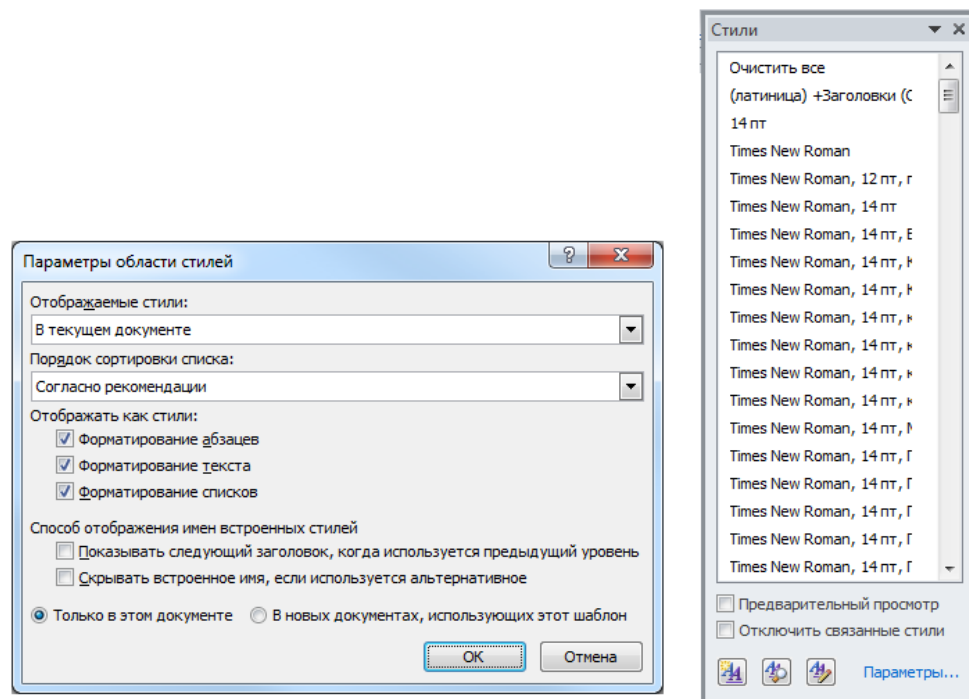 Стили
Очистить все
(латиница) +Заголовки (С
14 пт
Times New Roman
Times New Roman, 12 пт, г
Times New Roman, 14 пт
Times New Roman, 14 пт, Е
Times New Roman, 14 пт, К
Times New Roman, 14 пт, К
Times New Roman, 14 пт, к
Times New Roman, 14 пт, к
Times New Roman, 14 пт, к
Times New Roman, 14 пт, к
Times New Roman, 14 пт, М
Times New Roman, 14 пт, Г
Times New Roman, 14 пт, Г
Times New Roman, 14 пт, Г
Times New Roman, 14 пт, Г
Times New Roman, 14 пт, Г
Предварительный просмотр
Отключить связанные стили
Параметры...
Параметры области стилей
Отображаемые стили:
В текущем документе
Порядок сортировки списка:
Согласно рекомендации
Отображать как стили:
Форматирование абзацев
Форматирование текста
Форматирование списков
Способ отображения имен встроенных стилей
Показывать следующий заголовок, когда используется предыдущий уровень
Скрывать встроенное имя, если используется альтернативное
Только в этом документе В новых документах, использующих этот шаблон
ОК Отмена